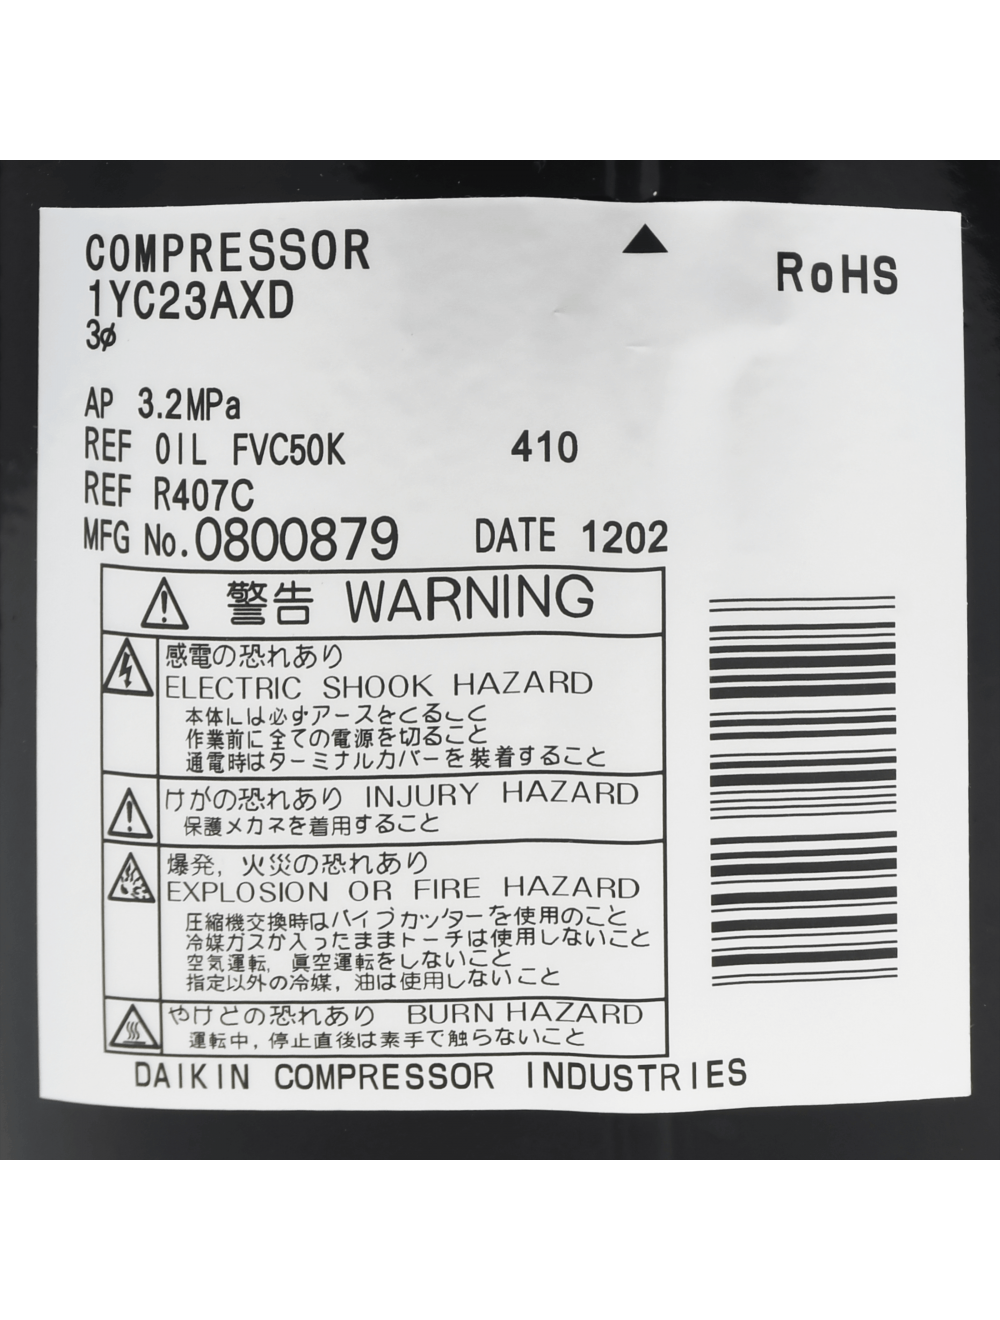 COMPRESSOR
RoHS
1YC23AXD
3ø
AP 3.2MPa
REF OIL FVC50K 410
REF R407C
MFG No.0800879 DATE 1202
警告 WARNING
感電の恐れあり
ELECTRIC SHOOK HAZARD
本体には必ずアースをとること
作業前に全ての電源を切ること
通電時はターミナルカバーを装着すること
けがの恐れあり INJURY HAZARD
保護メガネを着用すること
爆発, 火災の恐れあり
EXPLOSION OR FIRE HAZARD
圧縮機交換時はパイプカッターを使用のこと
冷媒ガスが入ったままトーチは使用しないこと
空気運転, 眞空運転をしないこと
指定以外の冷媒, 油は使用しないこと
やけどの恐れあり BURN HAZARD
運転中, 停止直後は素手で触らないこと
DAIKIN COMPRESSOR INDUSTRIES